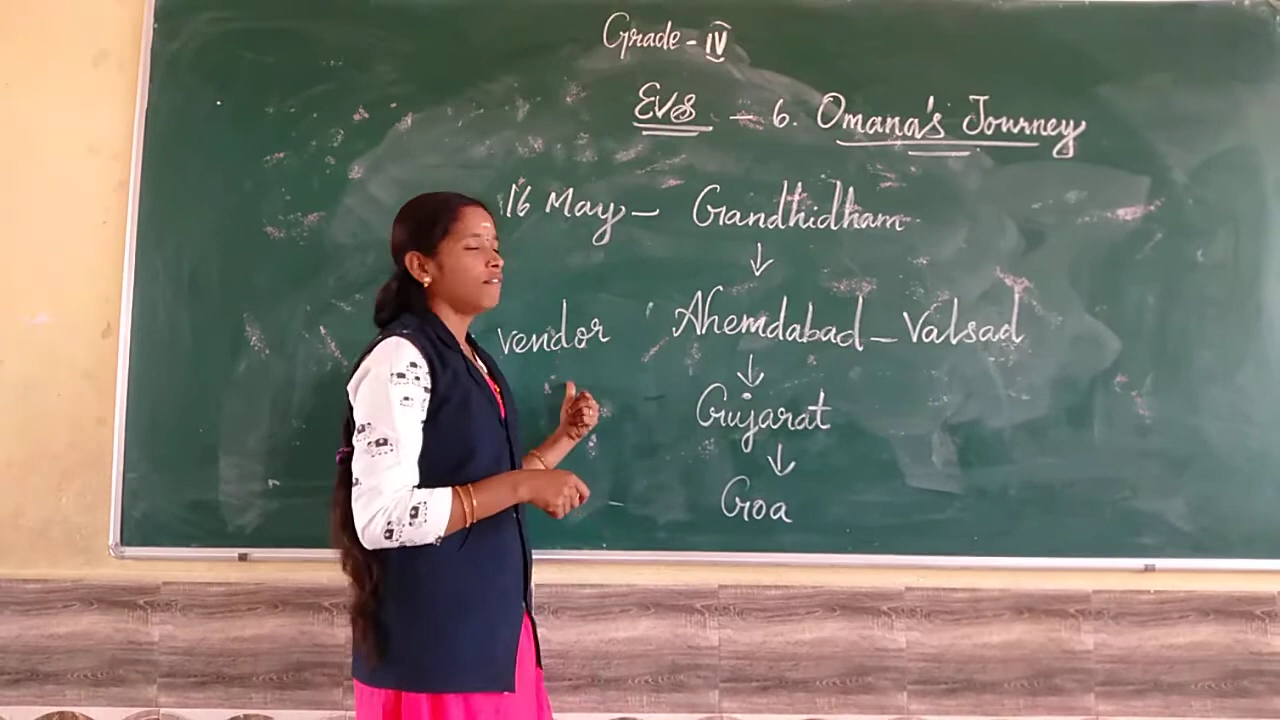 Grade - IV
EVS - 6. Omana's Journey
16 May - Gandhidham
↓
vendor Ahemdabad - Valsad
↓
Gujarat
↓
Goa